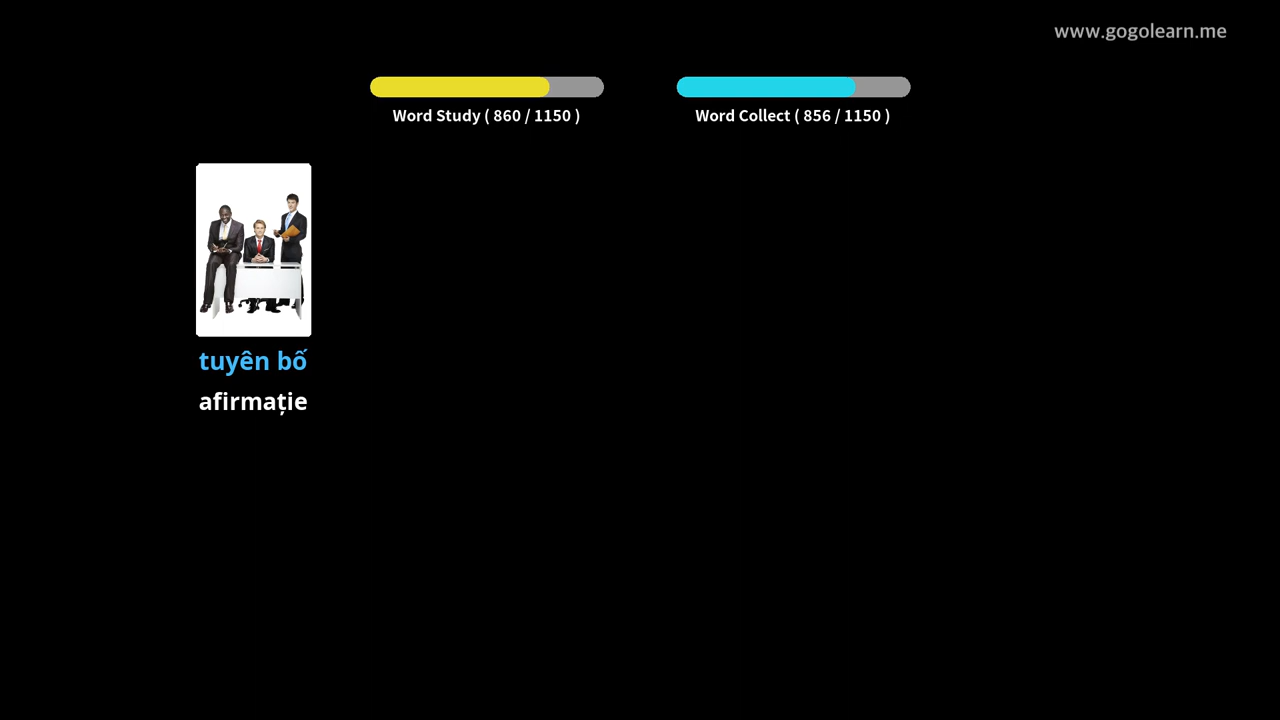 www.gogolearn.me
Word Study ( 860 / 1150 )
Word Collect ( 856 / 1150 )
tuyên bố
afirmație